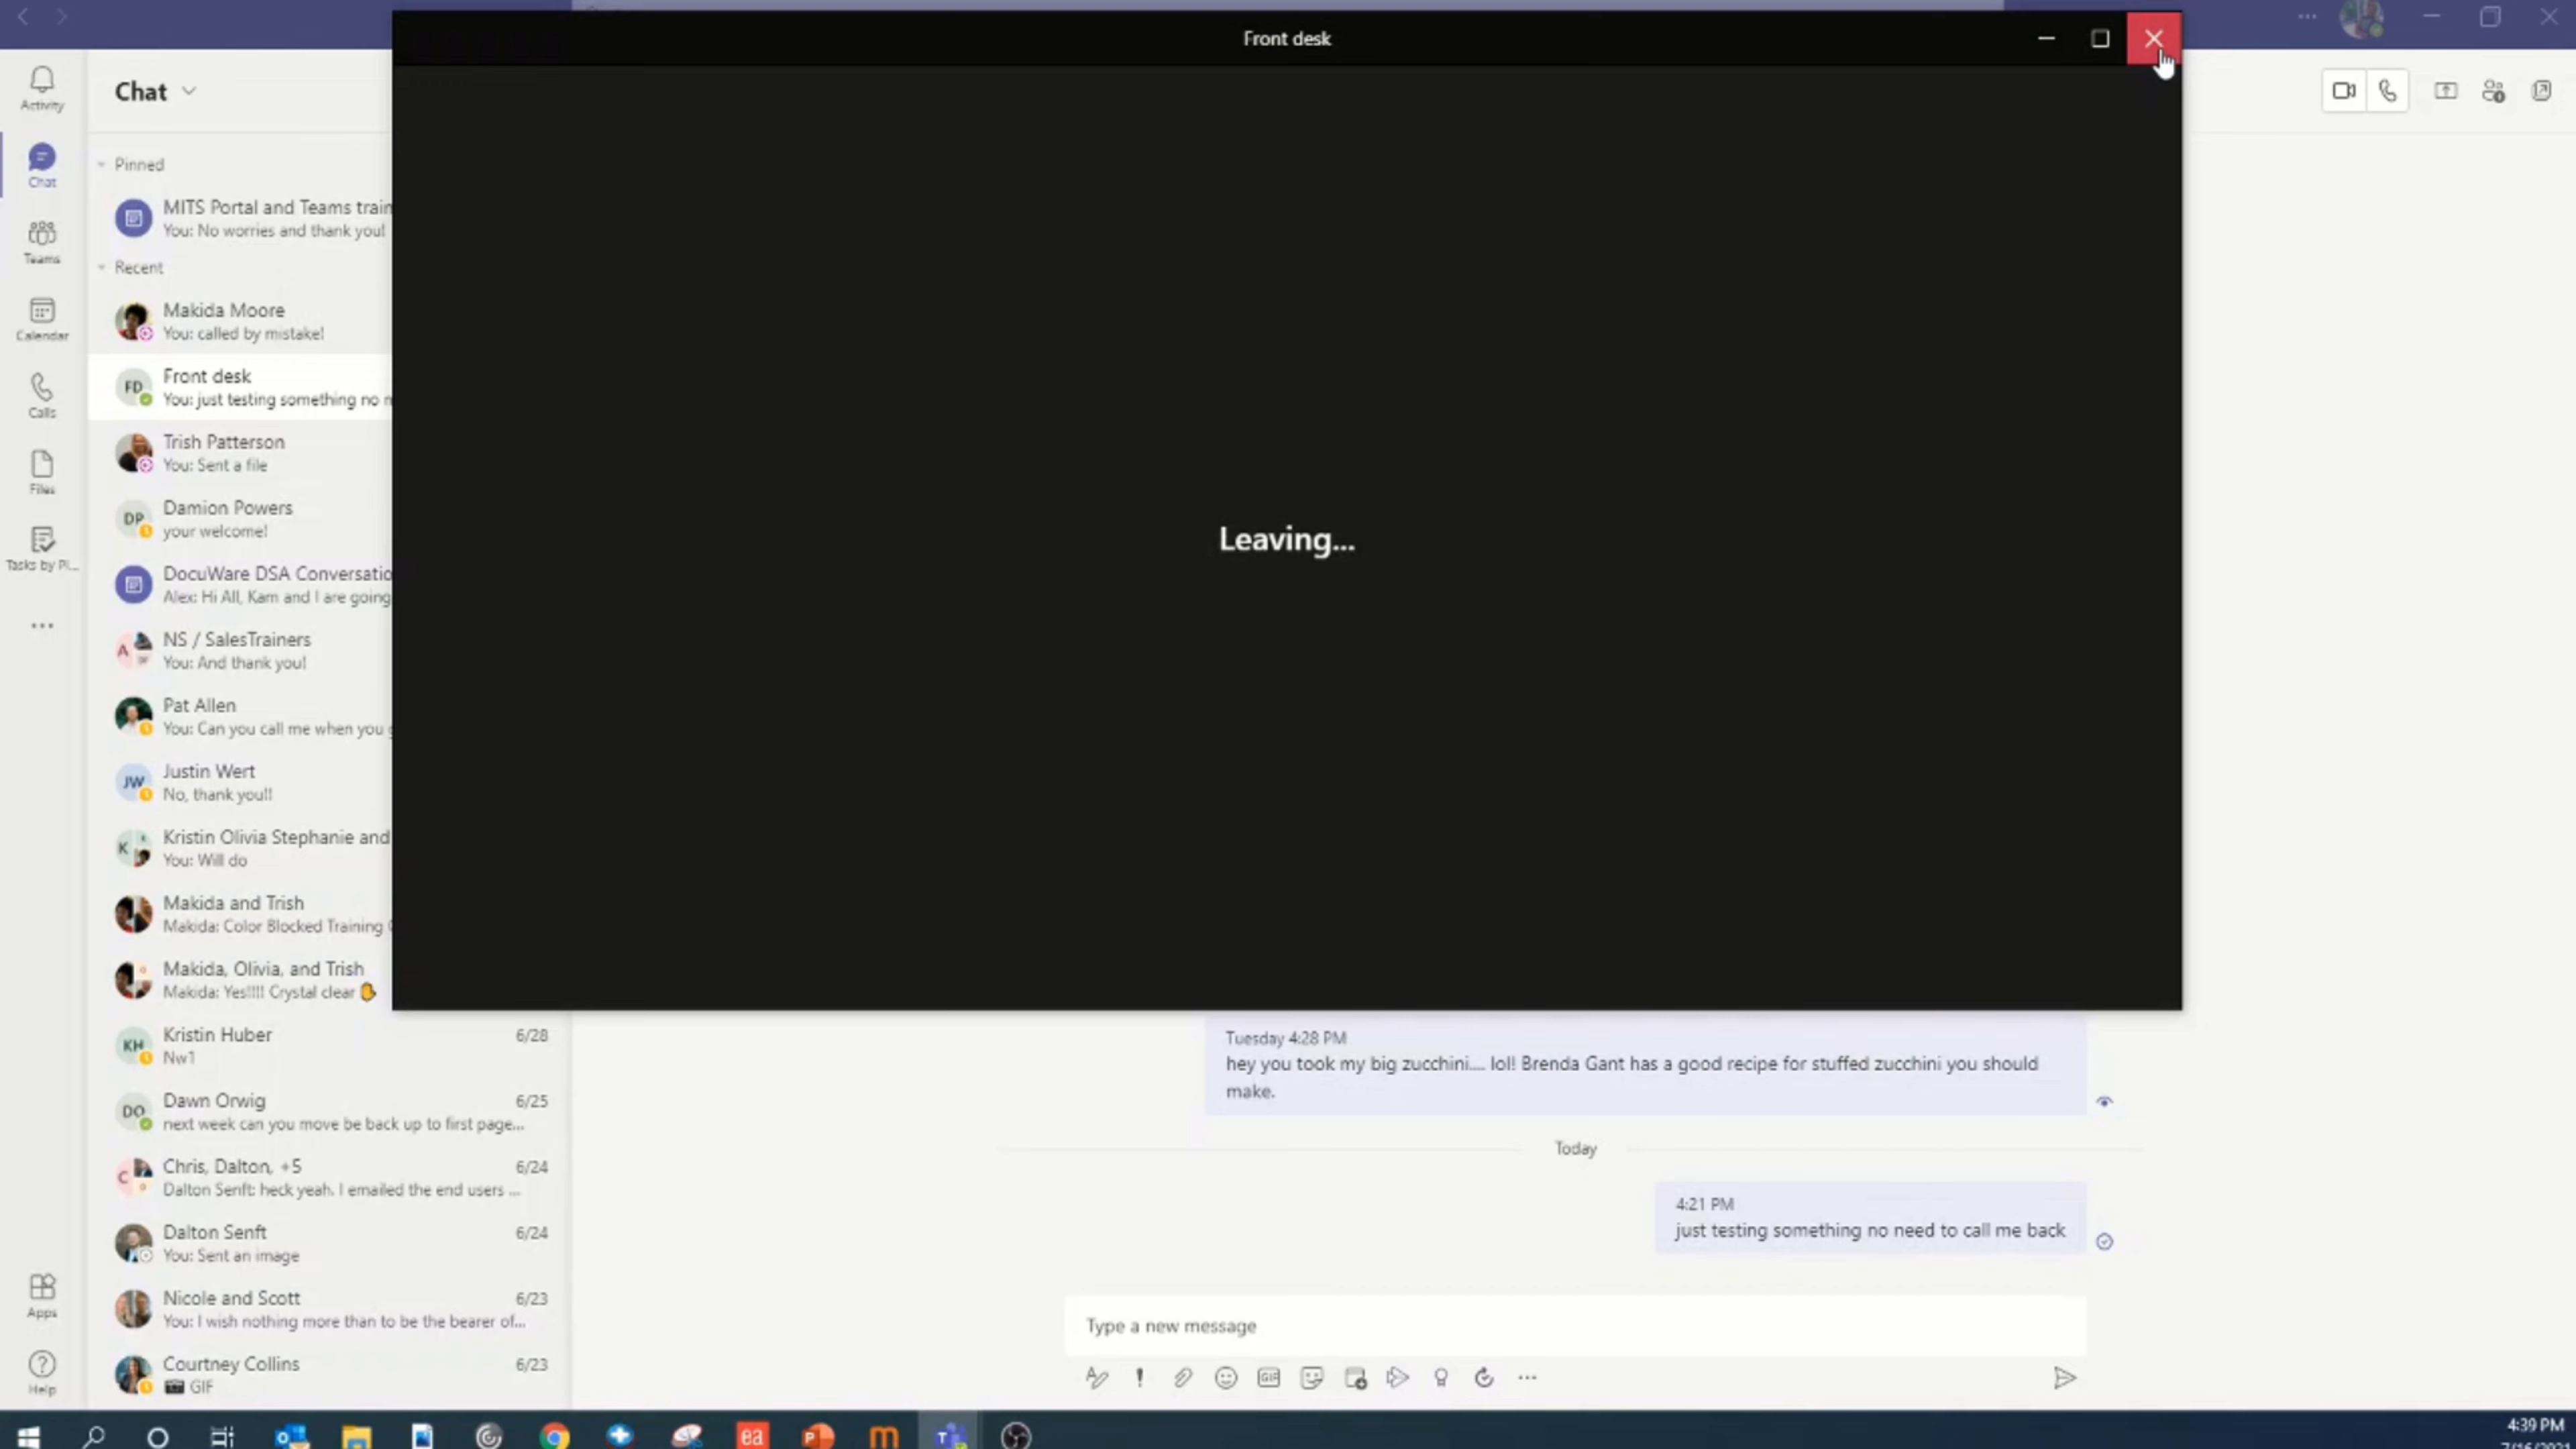 Front desk
Activity
Chat
Teams
Calendar
Calls
Files
Tasks by Pl...
Apps
Help
Chat
Pinned
MITS Portal and Teams train
You: No worries and thank you!
Recent
Makida Moore
You: called by mistake!
FD
Front desk
You: just testing something no n
Trish Patterson
You: Sent a file
DP
Damion Powers
your welcome!
DocuWare DSA Conversatio
Alex: Hi All, Kam and I are going
A
NS / SalesTrainers
You: And thank you!
Pat Allen
You: Can you call me when you g
JW
Justin Wert
No, thank you!!
K
Kristin Olivia Stephanie and
You: Will do
Makida and Trish
Makida: Color Blocked Training C
Makida, Olivia, and Trish
Makida: Yes!!!! Crystal clear
KH
Kristin Huber 6/28
Nw1
DO
Dawn Orwig 6/25
next week can you move be back up to first page...
C
Chris, Dalton, +5 6/24
Dalton Senft: heck yeah. I emailed the end users ...
Dalton Senft 6/24
You: Sent an image
Nicole and Scott 6/23
You: I wish nothing more than to be the bearer of...
Courtney Collins 6/23
GIF
Leaving...
Tuesday 4:28 PM
hey you took my big zucchini.... lol! Brenda Gant has a good recipe for stuffed zucchini you should
make.
Today
4:21 PM
just testing something no need to call me back
Type a new message
GIF
ea
4:39 PM